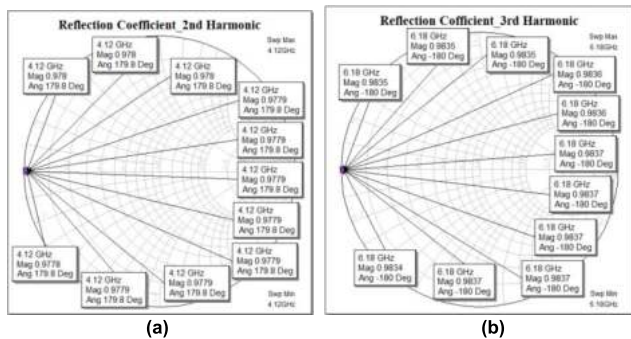 Reflection Coefficient_2nd Harmonic
Swp Max
4.12GHz
4.12 GHz
Mag 0.978
Ang 179.8 Deg
4.12 GHz
Mag 0.978
Ang 179.8 Deg
4.12 GHz
Mag 0.978
Ang 179.8 Deg
4.12 GHz
Mag 0.9779
Ang 179.8 Deg
4.12 GHz
Mag 0.9779
Ang 179.8 Deg
4.12 GHz
Mag 0.9779
Ang 179.8 Deg
4.12 GHz
Mag 0.9779
Ang 179.8 Deg
4.12 GHz
Mag 0.9779
Ang 179.8 Deg
4.12 GHz
Mag 0.9779
Ang 179.8 Deg
4.12 GHz
Mag 0.9779
Ang 179.8 Deg
4.12 GHz
Mag 0.9778
Ang 179.8 Deg
Swp Min
4.12GHz
(a)
Reflection Cofficient_3rd Harmonic
Swp Max
6.18GHz
6.18 GHz
Mag 0.9835
Ang -180 Deg
6.18 GHz
Mag 0.9835
Ang -180 Deg
6.18 GHz
Mag 0.9835
Ang -180 Deg
6.18 GHz
Mag 0.9836
Ang -180 Deg
6.18 GHz
Mag 0.9836
Ang -180 Deg
6.18 GHz
Mag 0.9837
Ang -180 Deg
6.18 GHz
Mag 0.9837
Ang -180 Deg
6.18 GHz
Mag 0.9837
Ang -180 Deg
6.18 GHz
Mag 0.9837
Ang -180 Deg
6.18 GHz
Mag 0.9837
Ang -180 Deg
6.18 GHz
Mag 0.9834
Ang -180 Deg
Swp Min
6.18GHz
(b)